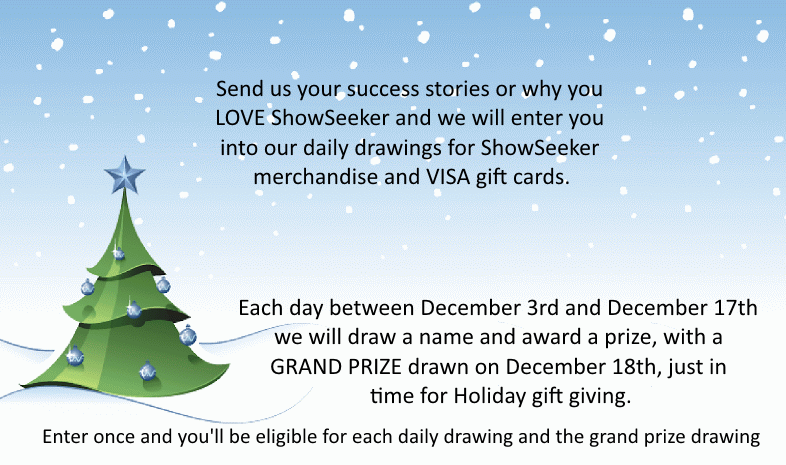 Send us your success stories or why you
LOVE ShowSeeker and we will enter you
into our daily drawings for ShowSeeker
merchandise and VISA gift cards.
Each day between December 3rd and December 17th
we will draw a name and award a prize, with a
GRAND PRIZE drawn on December 18th, just in
time for Holiday gift giving.
Enter once and you'll be eligible for each daily drawing and the grand prize drawing